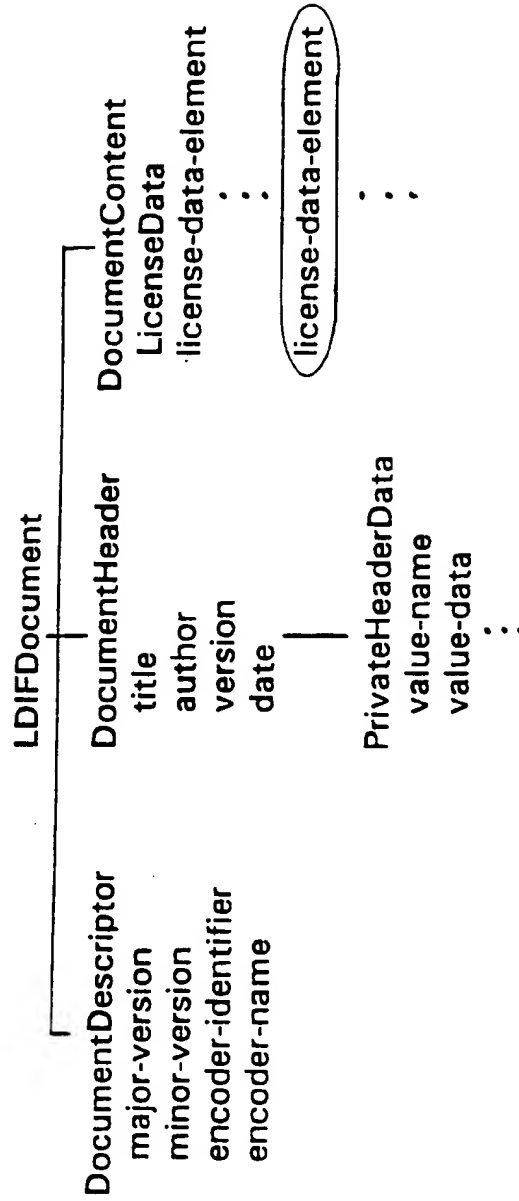 LDIFDocument
DocumentDescriptor
major-version
minor-version
encoder-identifier
encoder-name
DocumentHeader
title
author
version
date
PrivateHeaderData
value-name
value-data
DocumentContent
LicenseData
license-data-element
license-data-element